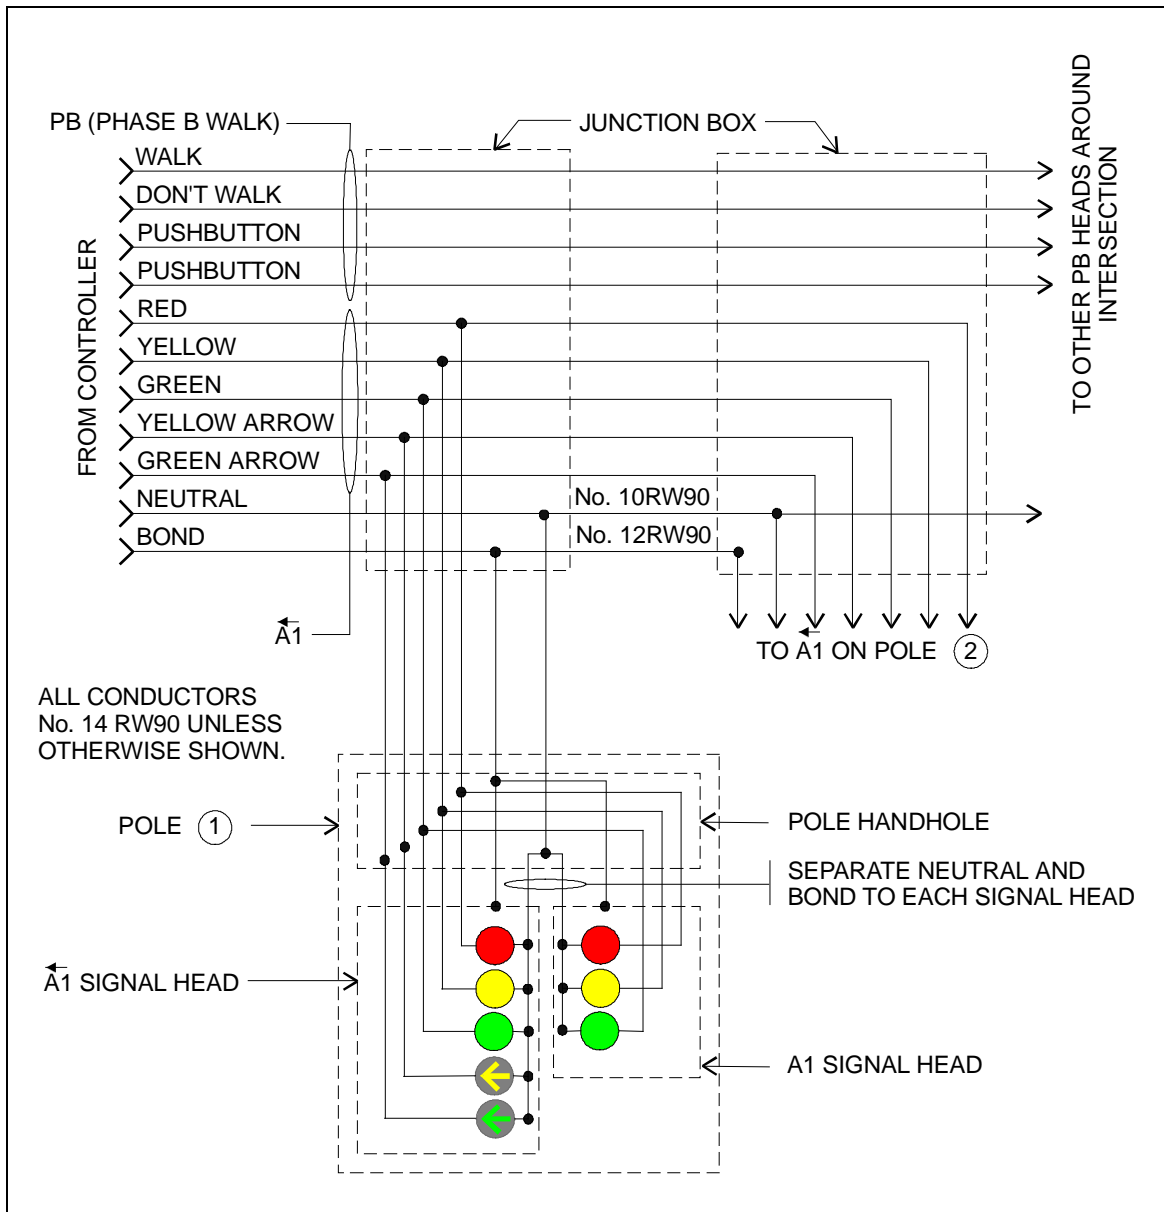 PB (PHASE B WALK)
JUNCTION BOX
WALK
DON'T WALK
PUSHBUTTON
PUSHBUTTON
RED
YELLOW
GREEN
YELLOW ARROW
GREEN ARROW
NEUTRAL
BOND
FROM CONTROLLER
TO OTHER PB HEADS AROUND
INTERSECTION
No. 10RW90
No. 12RW90
A1
TO A1 ON POLE 2
ALL CONDUCTORS
No. 14 RW90 UNLESS
OTHERWISE SHOWN.
POLE 1
POLE HANDHOLE
SEPARATE NEUTRAL AND
BOND TO EACH SIGNAL HEAD
A1 SIGNAL HEAD
A1 SIGNAL HEAD